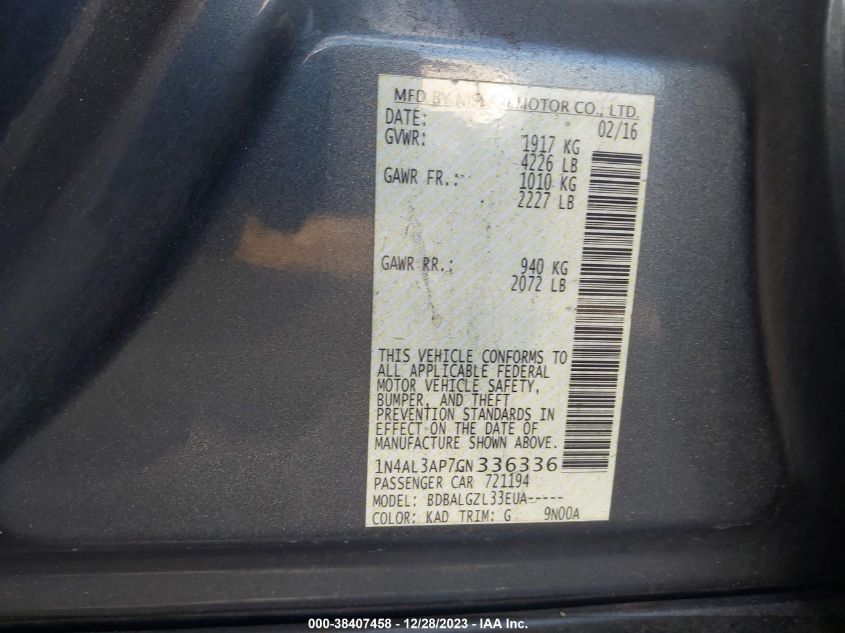 MFD BY NISSAN MOTOR CO., LTD.
DATE: 02/16
GVWR: 1917 KG
4226 LB
GAWR FR.: 1010 KG
2227 LB
GAWR RR.: 940 KG
2072 LB
THIS VEHICLE CONFORMS TO
ALL APPLICABLE FEDERAL
MOTOR VEHICLE SAFETY,
BUMPER, AND THEFT
PREVENTION STANDARDS IN
EFFECT ON THE DATE OF
MANUFACTURE SHOWN ABOVE.
1N4AL3AP7GN336336
PASSENGER CAR 721194
MODEL: BDBALGZL33EUA-----
COLOR: KAD TRIM: G 9N00A
000-38407458 - 12/28/2023 - IAA Inc.